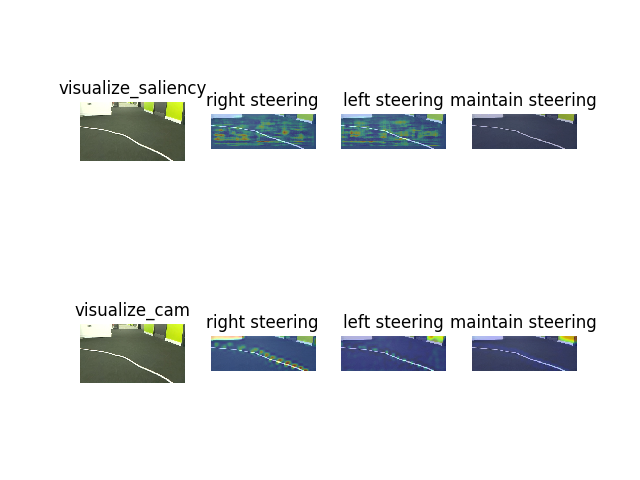 visualize_saliency
right steering
left steering
maintain steering
visualize_cam
right steering
left steering
maintain steering